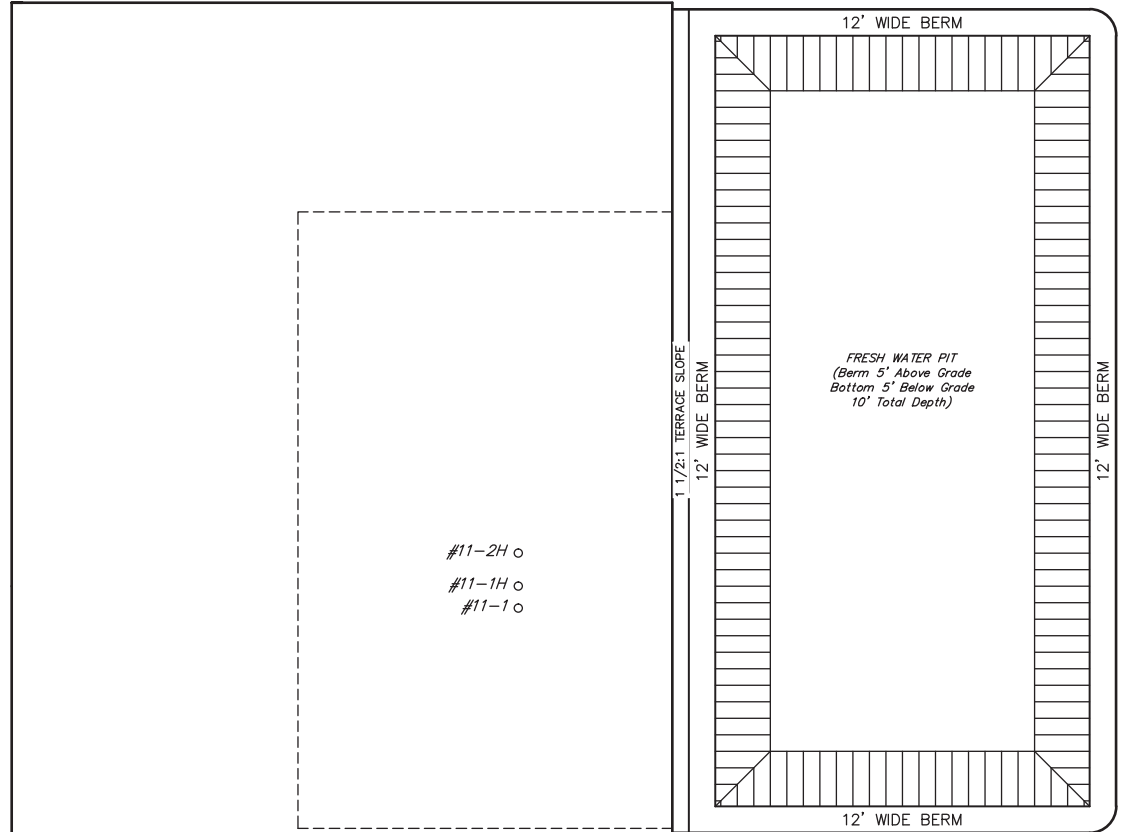 12' WIDE BERM
1 1/2:1 TERRACE SLOPE
12' WIDE BERM
FRESH WATER PIT
(Berm 5' Above Grade
Bottom 5' Below Grade
10' Total Depth)
12' WIDE BERM
#11-2H
#11-1H
#11-1
12' WIDE BERM